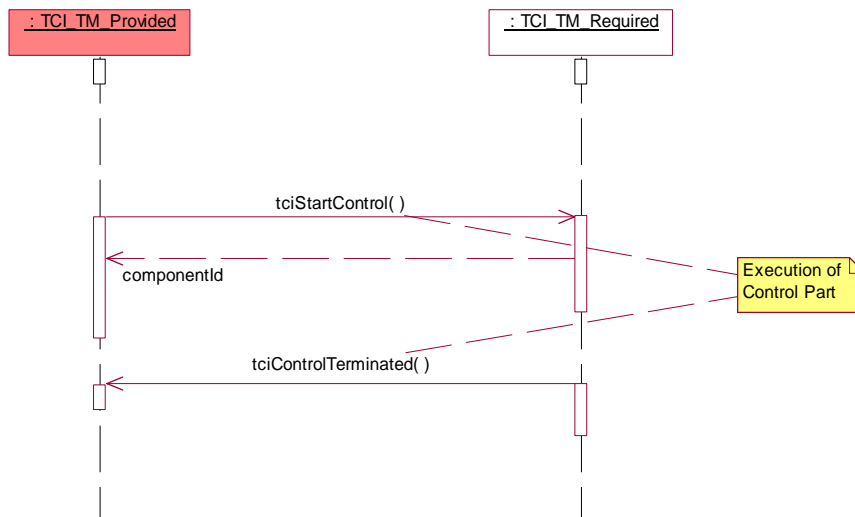 : TCI_TM_Provided
: TCI_TM_Required
tciStartControl( )
componentId
Execution of
Control Part
tciControlTerminated( )